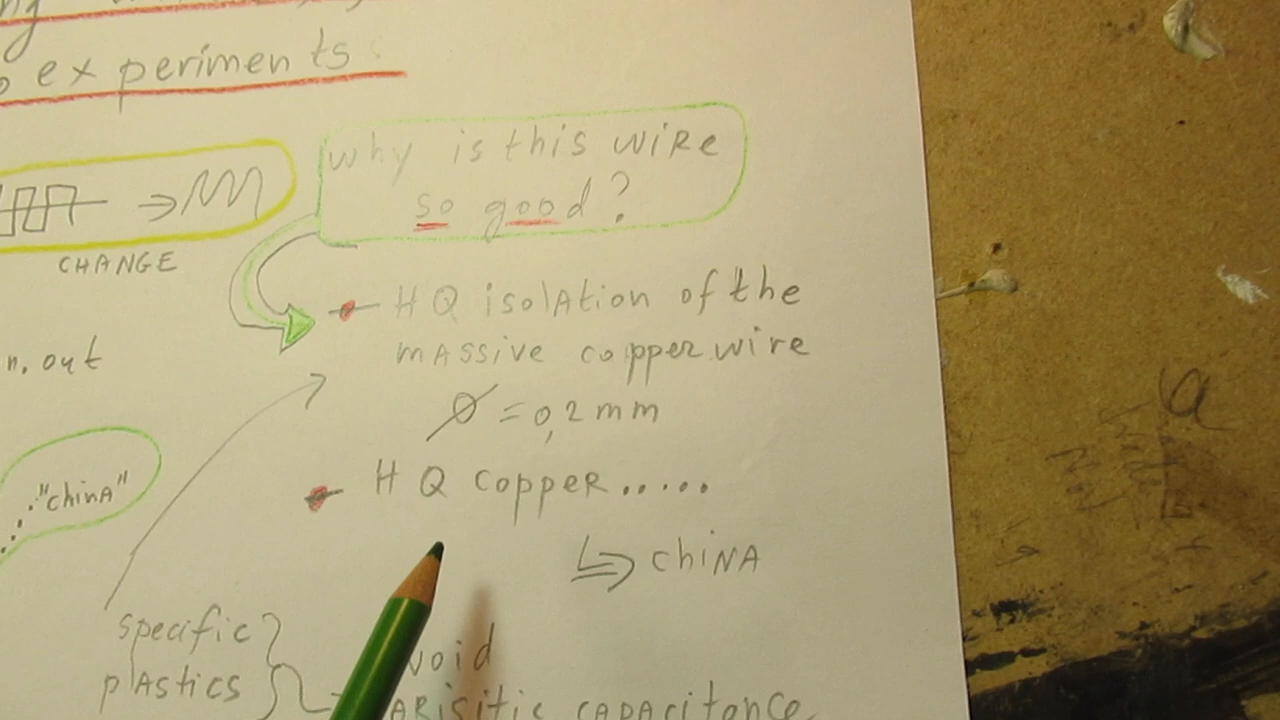 experiments
why is this wire
so good?
CHANGE
HQ isolation of the
massive copper wire
n. out
Ø = 0,2 mm
HQ copper.....
"china"
china
specific
plastics
void
capacitance